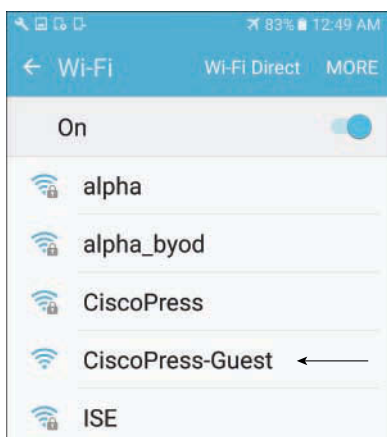 83% 12:49 AM
Wi-Fi Wi-Fi Direct MORE
On
alpha
alpha_byod
CiscoPress
CiscoPress-Guest
ISE